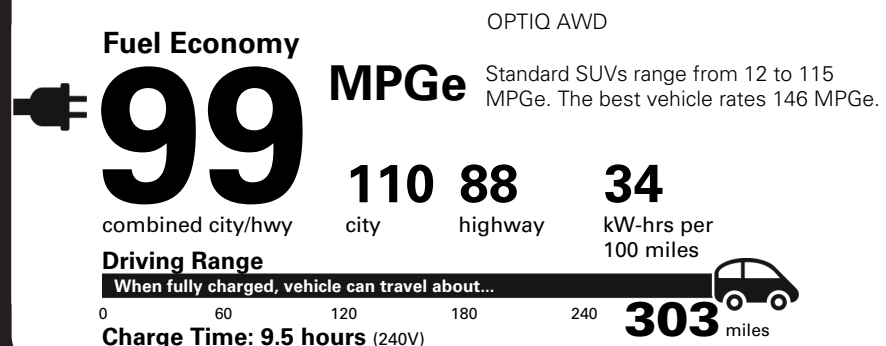 OPTIQ AWD
Fuel Economy
99
MPGe
Standard SUVs range from 12 to 115
MPGe. The best vehicle rates 146 MPGe.
110 88 34
combined city/hwy city highway kW-hrs per
100 miles
Driving Range
When fully charged, vehicle can travel about...
0 60 120 180 240 303 miles
Charge Time: 9.5 hours (240V)